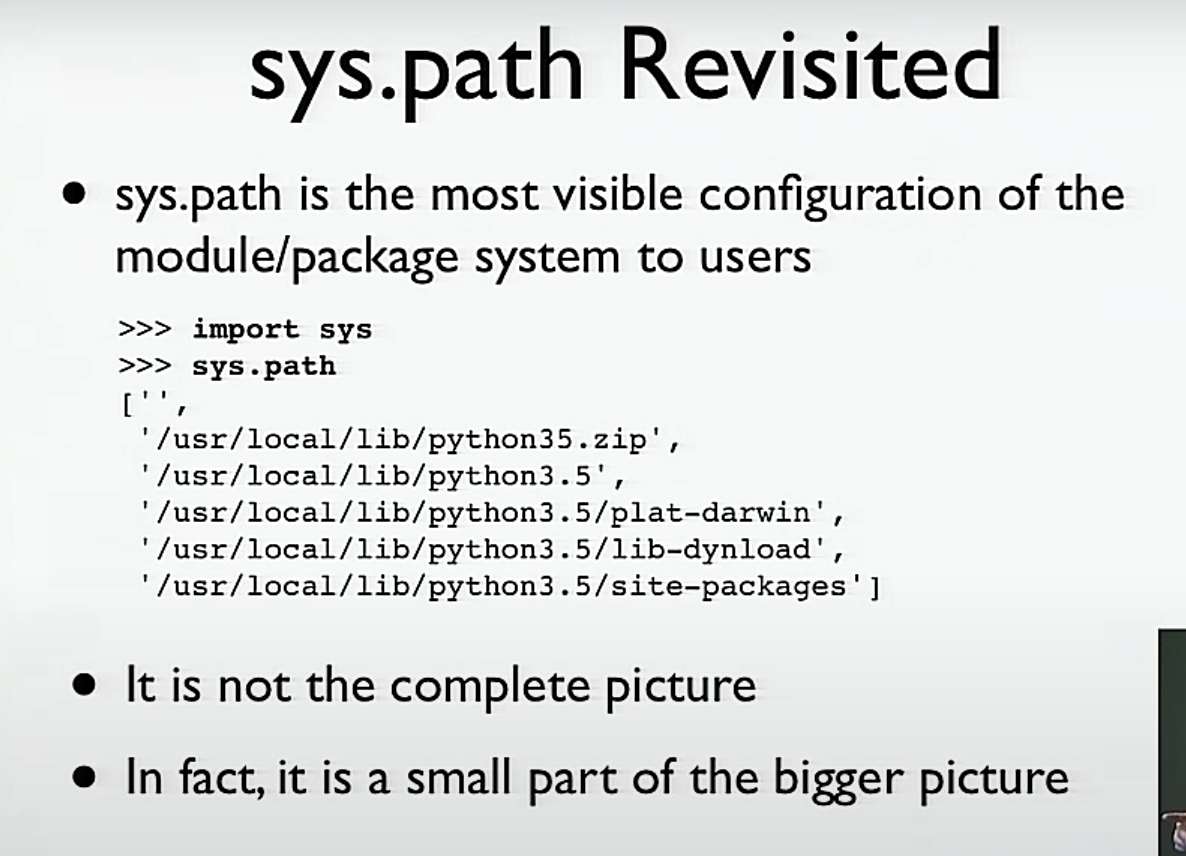 sys.path Revisited
• sys.path is the most visible configuration of the
module/package system to users
>>> import sys
>>> sys.path
['',
'/usr/local/lib/python35.zip',
'/usr/local/lib/python3.5',
'/usr/local/lib/python3.5/plat-darwin',
'/usr/local/lib/python3.5/lib-dynload',
'/usr/local/lib/python3.5/site-packages']
• It is not the complete picture
• In fact, it is a small part of the bigger picture